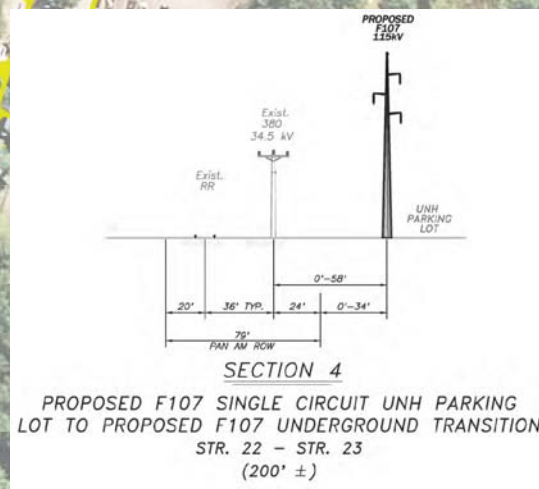 PROPOSED
F107
115kV
Exist.
380
34.5 kV
Exist.
RR
UNH
PARKING
LOT
0'-58'
20'
36' TYP.
24'
0'-34'
79'
PAN AM ROW
SECTION 4
PROPOSED F107 SINGLE CIRCUIT UNH PARKING
LOT TO PROPOSED F107 UNDERGROUND TRANSITION
STR. 22 - STR. 23
(200' ±)